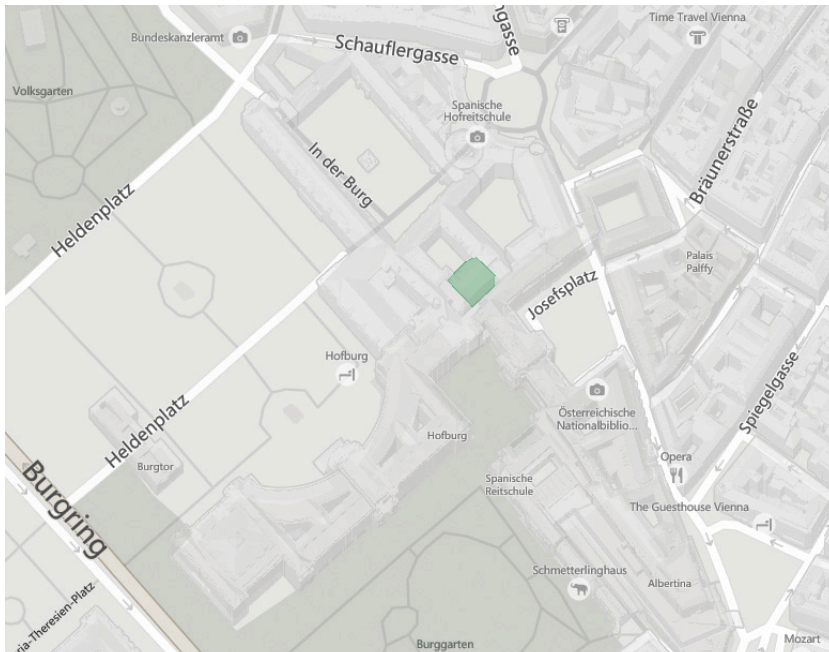 Time Travel Vienna
Bundeskanzleramt
Schauflergasse
ngasse
Volksgarten
Spanische
Hofreitschule
Bräunerstraße
In der Burg
Heldenplatz
Palais
Palffy
Josefsplatz
Hofburg
Spiegelgasse
Heldenplatz
Österreichische
Nationalbiblio...
Hofburg
Burgtor
Opera
Burgring
Spanische
Reitschule
The Guesthouse Vienna
Schmetterlinghaus
Albertina
ria-Theresien-Platz
Burggarten
Mozart